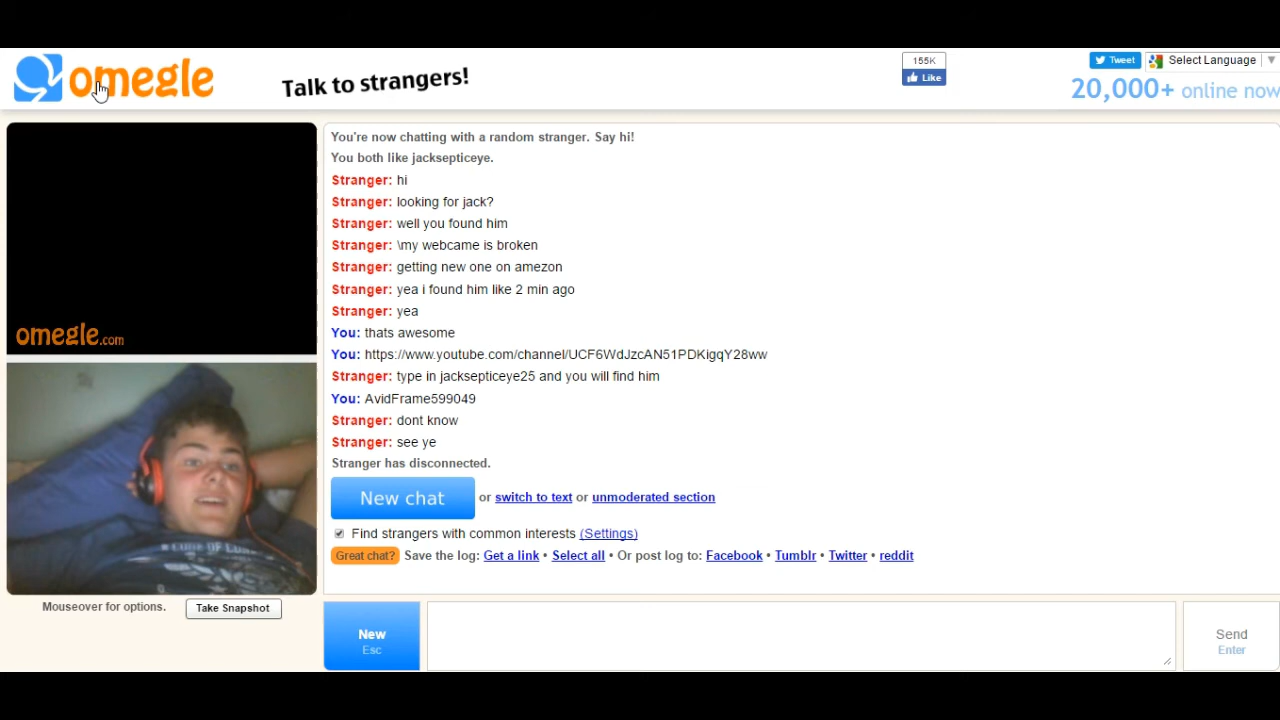 omegle
Talk to strangers!
155K
Like
Tweet
Select Language
20,000+ online now
You're now chatting with a random stranger. Say hi!
You both like jacksepticeye.
Stranger: hi
Stranger: looking for jack?
Stranger: well you found him
Stranger: \my webcame is broken
Stranger: getting new one on amazon
Stranger: yea i found him like 2 min ago
Stranger: yea
You: thats awesome
You: https://www.youtube.com/channel/UCF6WdJzcAN51PDKigqY28ww
Stranger: type in jacksepticeye25 and you will find him
You: AvidFrame599049
Stranger: dont know
Stranger: see ye
Stranger has disconnected.
New chat or switch to text or unmoderated section
Find strangers with common interests (Settings)
Great chat? Save the log: Get a link • Select all • Or post log to: Facebook • Tumblr • Twitter • reddit
omegle.com
Mouseover for options.
Take Snapshot
New
Esc
Send
Enter